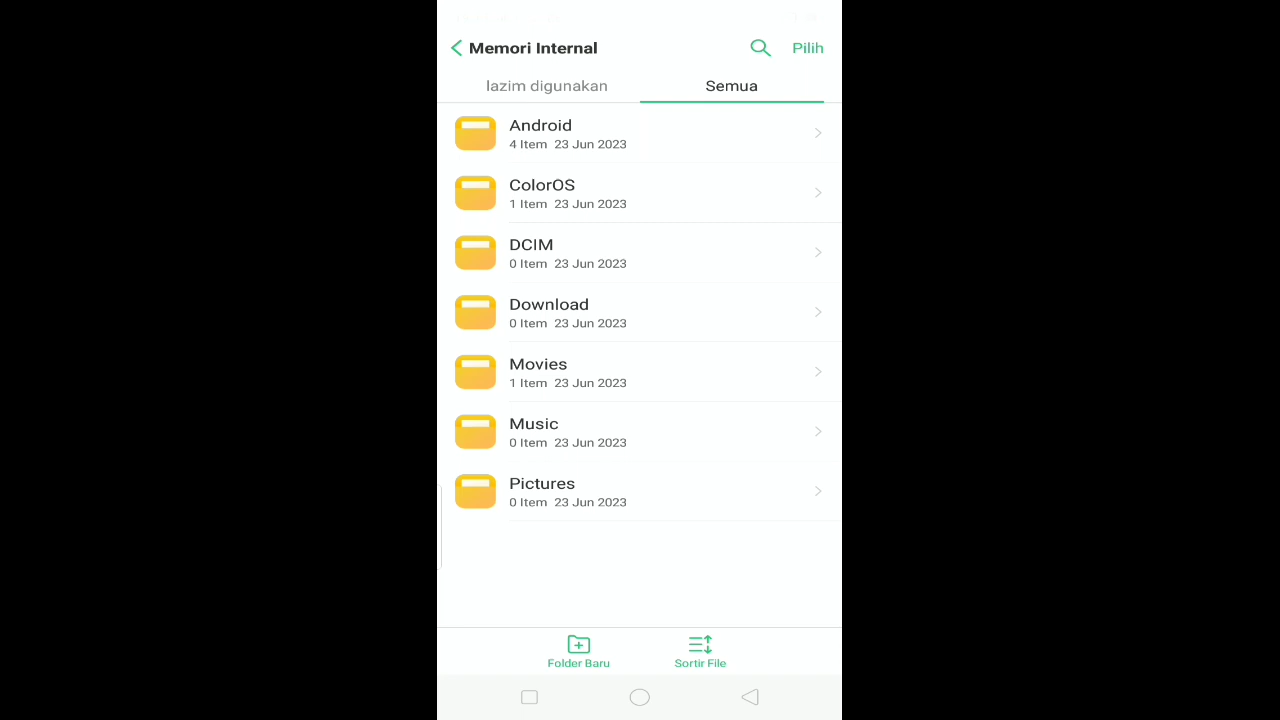 Memori Internal
Pilih
lazim digunakan
Semua
Android
4 Item 23 Jun 2023
ColorOS
1 Item 23 Jun 2023
DCIM
0 Item 23 Jun 2023
Download
0 Item 23 Jun 2023
Movies
1 Item 23 Jun 2023
Music
0 Item 23 Jun 2023
Pictures
0 Item 23 Jun 2023
Folder Baru
Sortir File